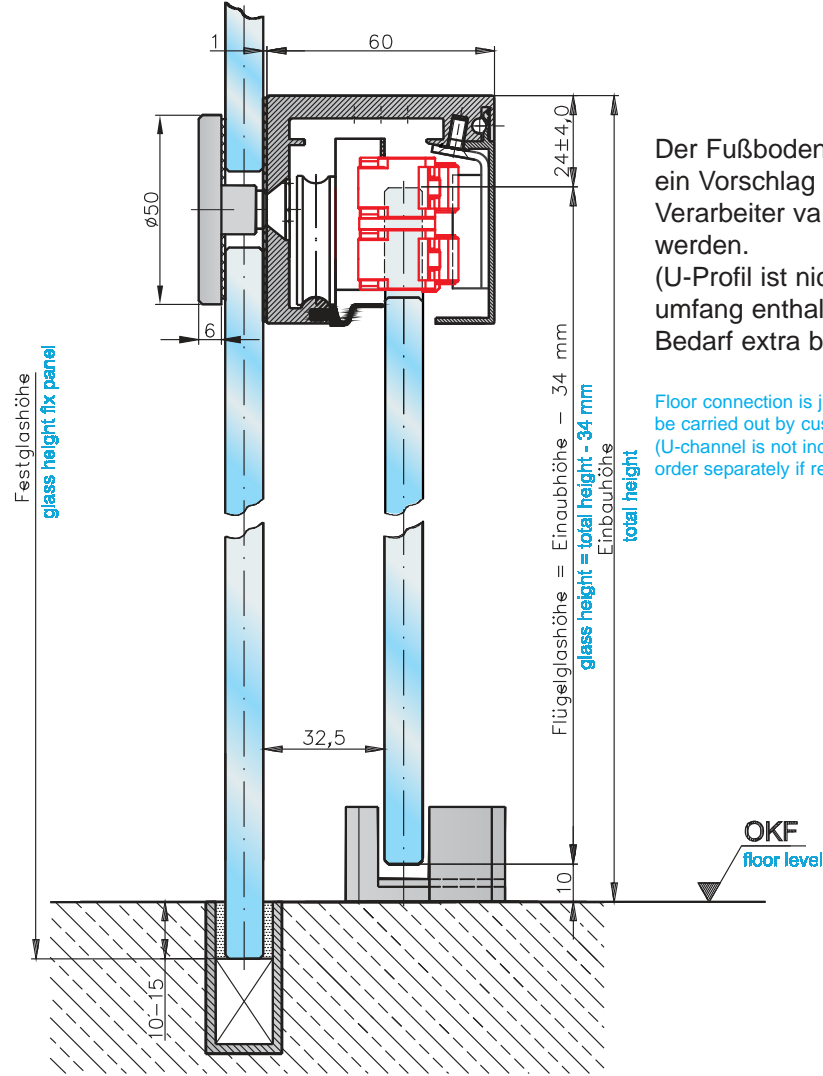 1
60
24±4,0
ø50
6
Der Fußboden
ein Vorschlag
Verarbeiter va
werden.
(U-Profil ist nic
umfang enthal
Bedarf extra b
Floor connection is j
be carried out by cus
(U-channel is not inc
order separately if re
Festglashöhe
glass height fix panel
Flügelglashöhe = Einaubhöhe - 34 mm
glass height = total height - 34 mm
Einbauhöhe
total height
32,5
10
10-15
OKF
floor level